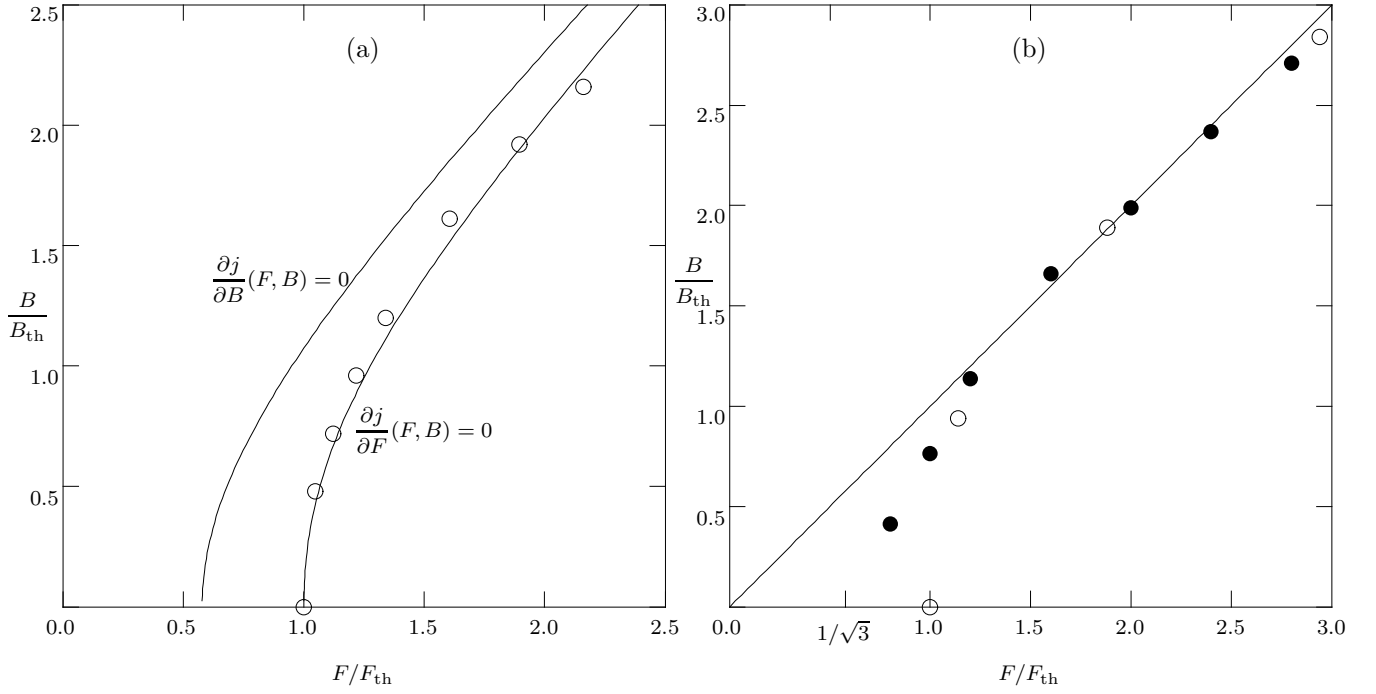 (a)
2.5
2.0
1.5
1.0
0.5
B
B_th
∂j
∂B
(F, B) = 0
∂j
∂F
(F, B) = 0
0.0 0.5 1.0 1.5 2.0 2.5
F/F_th
(b)
3.0
2.5
2.0
1.5
1.0
0.5
B
B_th
0.0 1/√3 1.0 1.5 2.0 2.5 3.0
F/F_th